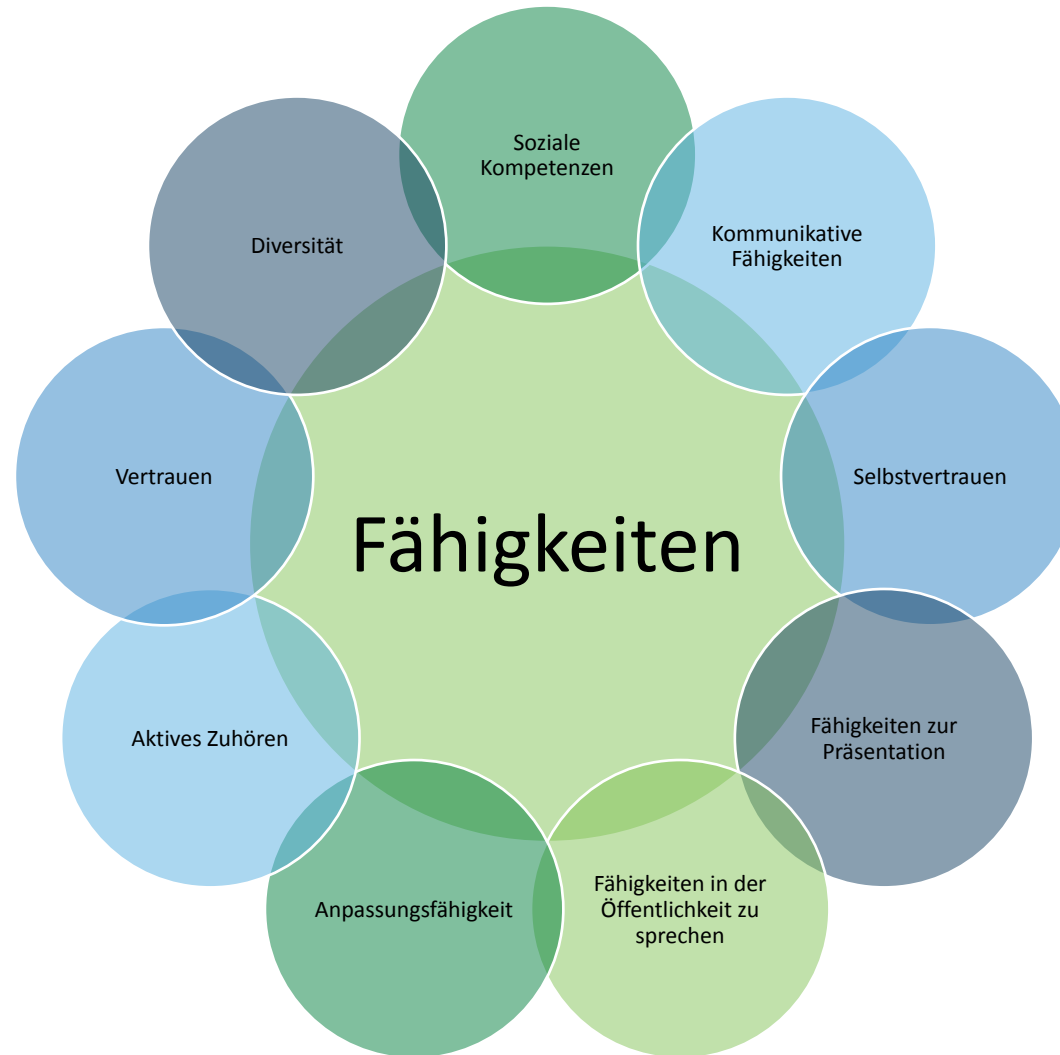 Soziale
Kompetenzen
Kommunikative
Fähigkeiten
Selbstvertrauen
Fähigkeiten zur
Präsentation
Fähigkeiten in der
Öffentlichkeit zu
sprechen
Anpassungsfähigkeit
Aktives Zuhören
Vertrauen
Diversität
Fähigkeiten